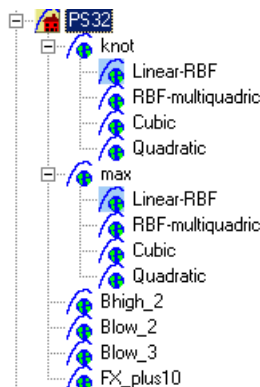 PS32
knot
Linear-RBF
RBF-multiquadric
Cubic
Quadratic
max
Linear-RBF
RBF-multiquadric
Cubic
Quadratic
Bhigh_2
Blow_2
Blow_3
FX_plus10